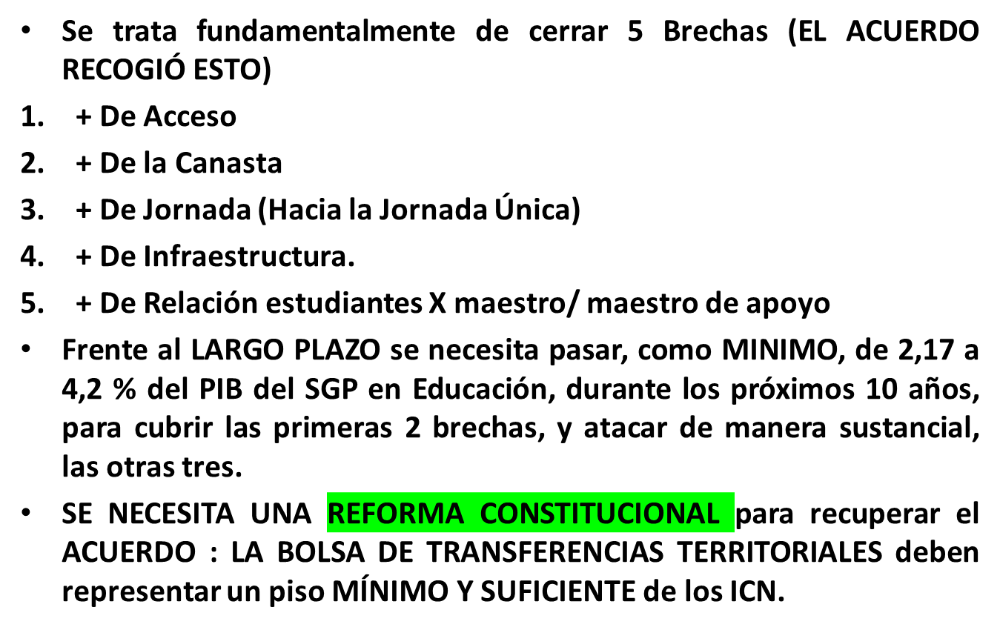 • Se trata fundamentalmente de cerrar 5 Brechas (EL ACUERDO
RECOGIÓ ESTO)
1. + De Acceso
2. + De la Canasta
3. + De Jornada (Hacia la Jornada Única)
4. + De Infraestructura.
5. + De Relación estudiantes X maestro/ maestro de apoyo
• Frente al LARGO PLAZO se necesita pasar, como MINIMO, de 2,17 a
4,2 % del PIB del SGP en Educación, durante los próximos 10 años,
para cubrir las primeras 2 brechas, y atacar de manera sustancial,
las otras tres.
• SE NECESITA UNA REFORMA CONSTITUCIONAL para recuperar el
ACUERDO : LA BOLSA DE TRANSFERENCIAS TERRITORIALES deben
representar un piso MÍNIMO Y SUFICIENTE de los ICN.